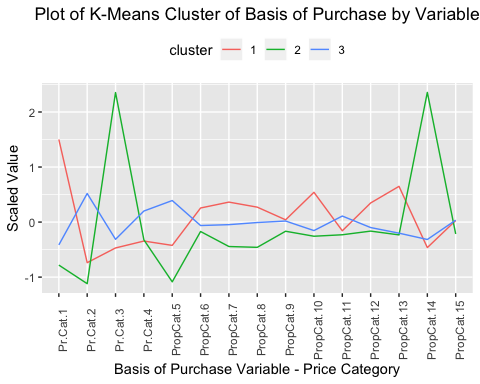 Plot of K-Means Cluster of Basis of Purchase by Variable
cluster 1 2 3
Scaled Value
2
1
0
-1
Pr.Cat.1
Pr.Cat.2
Pr.Cat.3
Pr.Cat.4
PropCat.5
PropCat.6
PropCat.7
PropCat.8
PropCat.9
PropCat.10
PropCat.11
PropCat.12
PropCat.13
PropCat.14
PropCat.15
Basis of Purchase Variable - Price Category